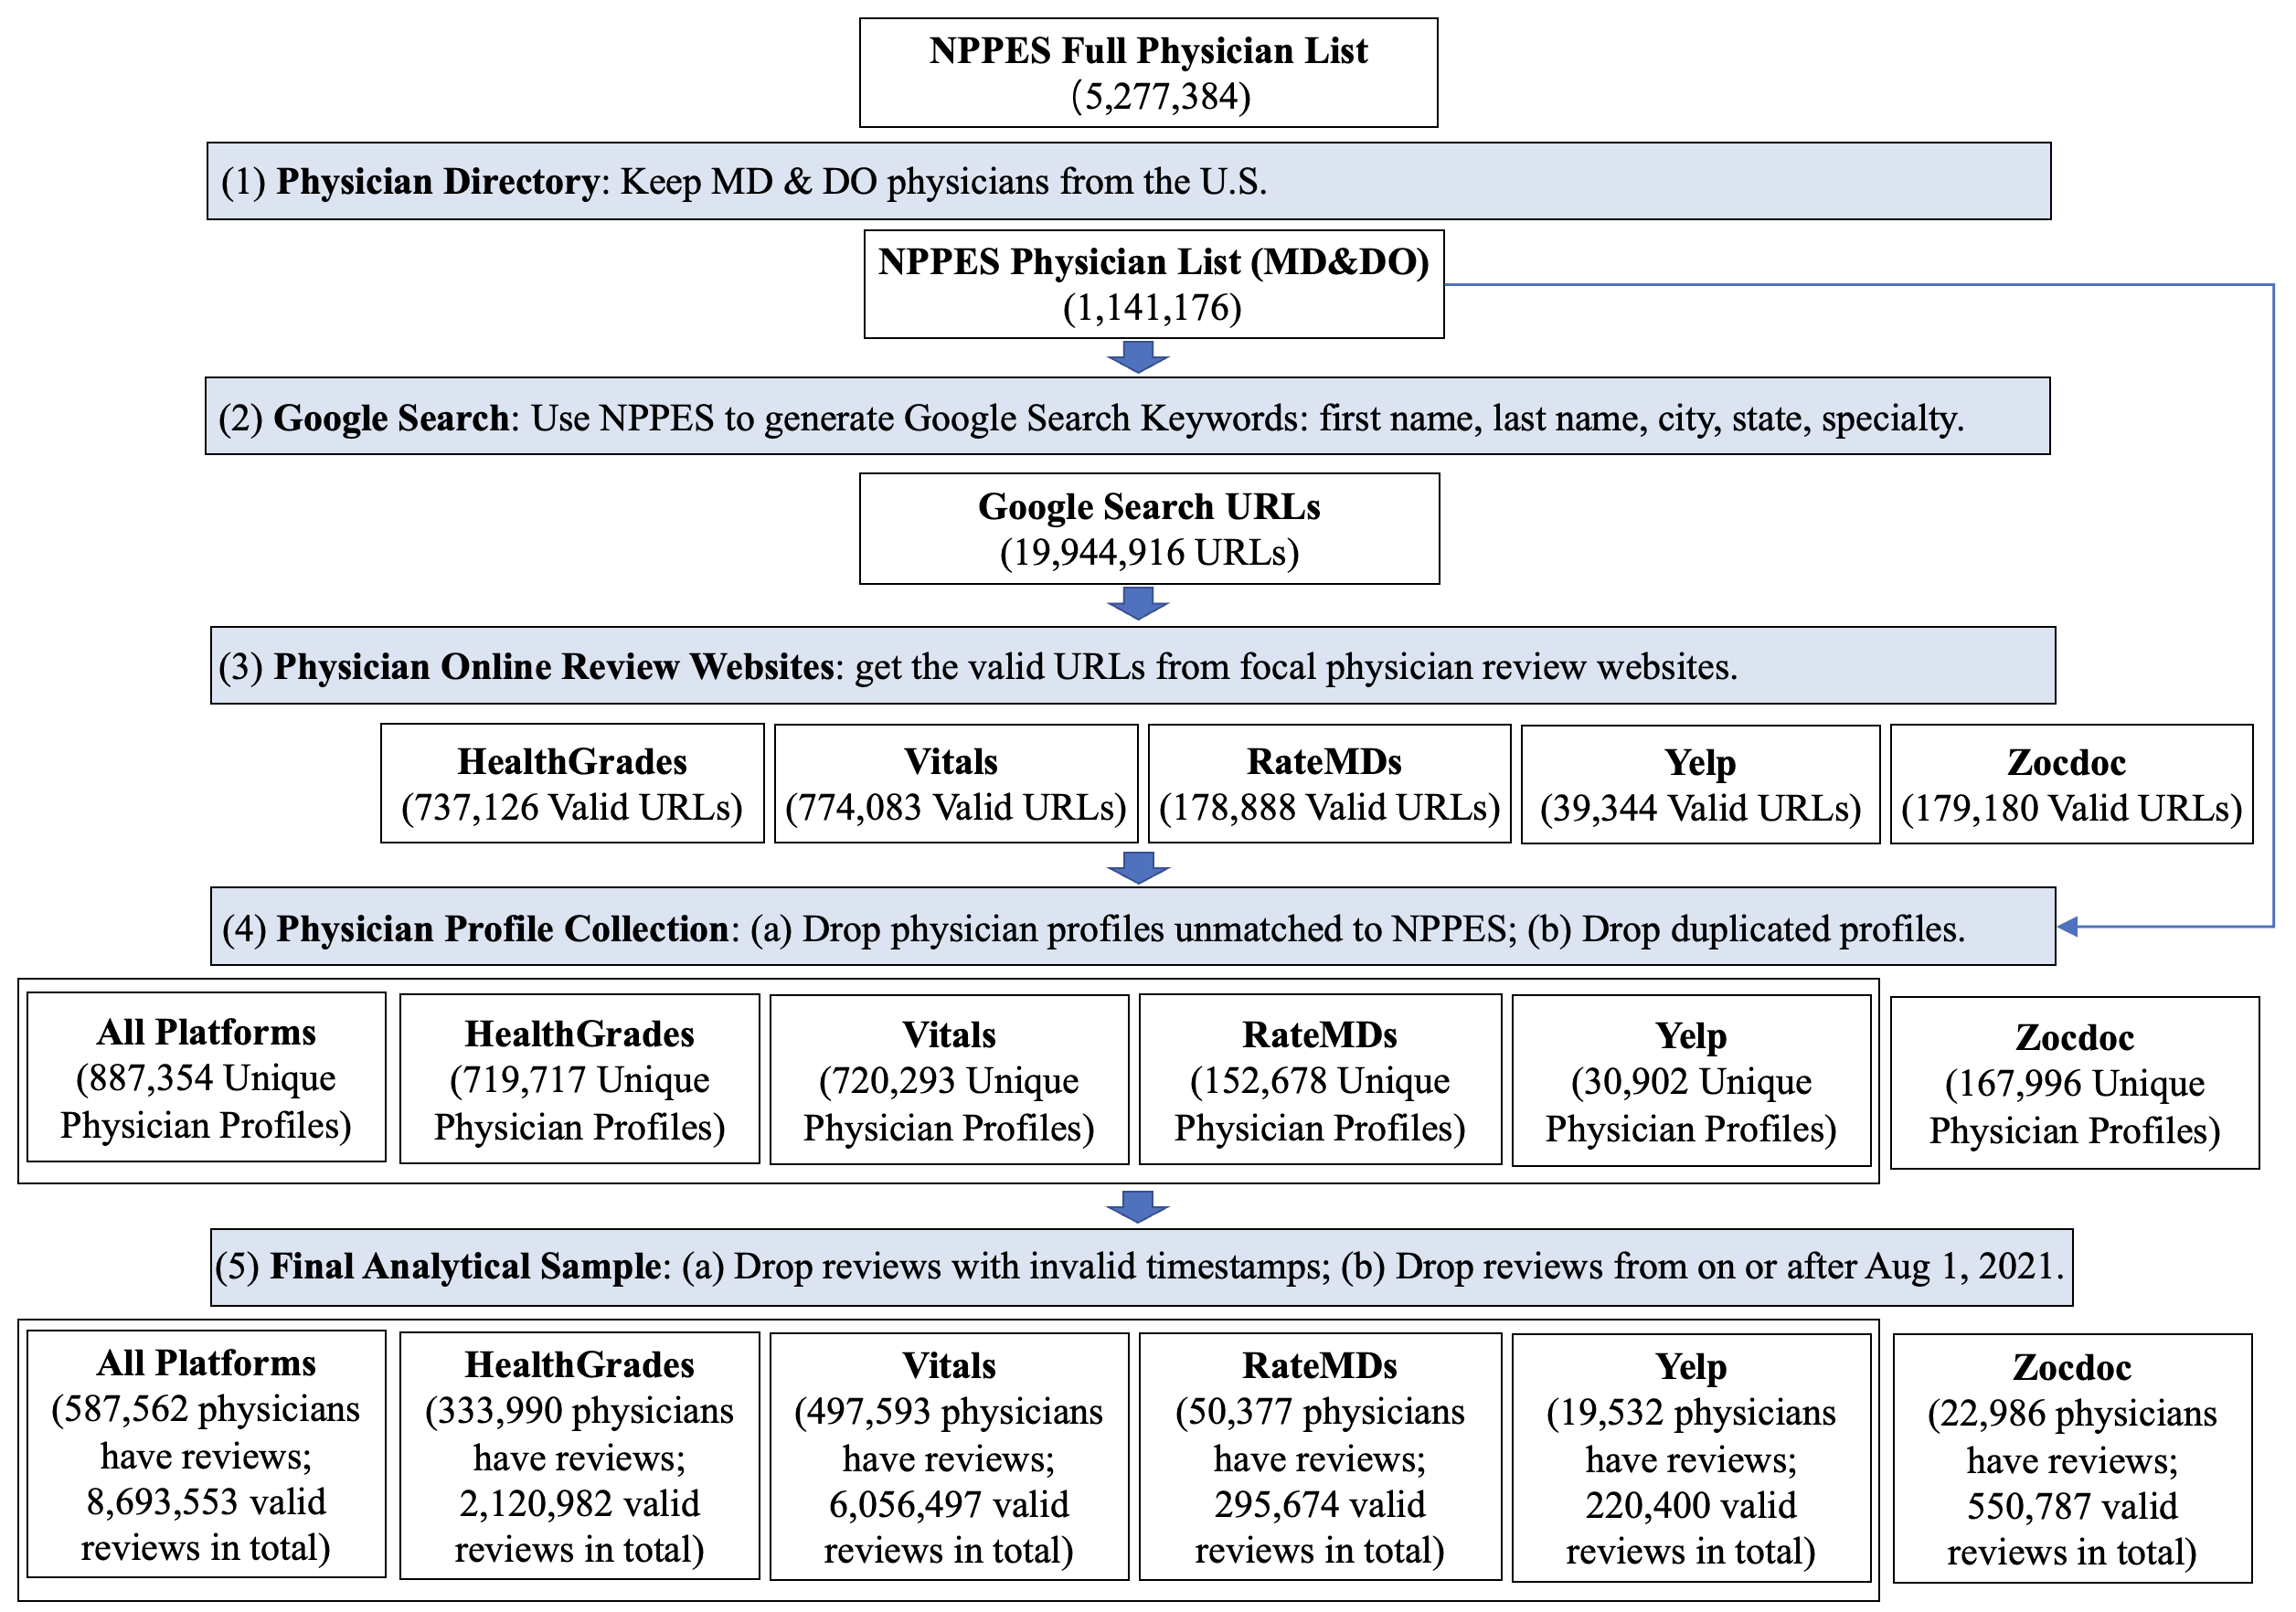 NPPES Full Physician List
(5,277,384)
(1) Physician Directory: Keep MD & DO physicians from the U.S.
NPPES Physician List (MD&DO)
(1,141,176)
(2) Google Search: Use NPPES to generate Google Search Keywords: first name, last name, city, state, specialty.
Google Search URLs
(19,944,916 URLs)
(3) Physician Online Review Websites: get the valid URLs from focal physician review websites.
HealthGrades
(737,126 Valid URLs)
Vitals
(774,083 Valid URLs)
RateMDs
(178,888 Valid URLs)
Yelp
(39,344 Valid URLs)
Zocdoc
(179,180 Valid URLs)
(4) Physician Profile Collection: (a) Drop physician profiles unmatched to NPPES; (b) Drop duplicated profiles.
All Platforms
(887,354 Unique
Physician Profiles)
HealthGrades
(719,717 Unique
Physician Profiles)
Vitals
(720,293 Unique
Physician Profiles)
RateMDs
(152,678 Unique
Physician Profiles)
Yelp
(30,902 Unique
Physician Profiles)
Zocdoc
(167,996 Unique
Physician Profiles)
(5) Final Analytical Sample: (a) Drop reviews with invalid timestamps; (b) Drop reviews from on or after Aug 1, 2021.
All Platforms
(587,562 physicians
have reviews;
8,693,553 valid
reviews in total)
HealthGrades
(333,990 physicians
have reviews;
2,120,982 valid
reviews in total)
Vitals
(497,593 physicians
have reviews;
6,056,497 valid
reviews in total)
RateMDs
(50,377 physicians
have reviews;
295,674 valid
reviews in total)
Yelp
(19,532 physicians
have reviews;
220,400 valid
reviews in total)
Zocdoc
(22,986 physicians
have reviews;
550,787 valid
reviews in total)